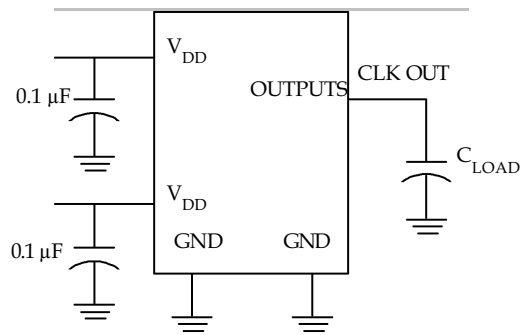 V_DD
CLK OUT
0.1 μF
OUTPUTS
C_LOAD
V_DD
GND GND
0.1 μF